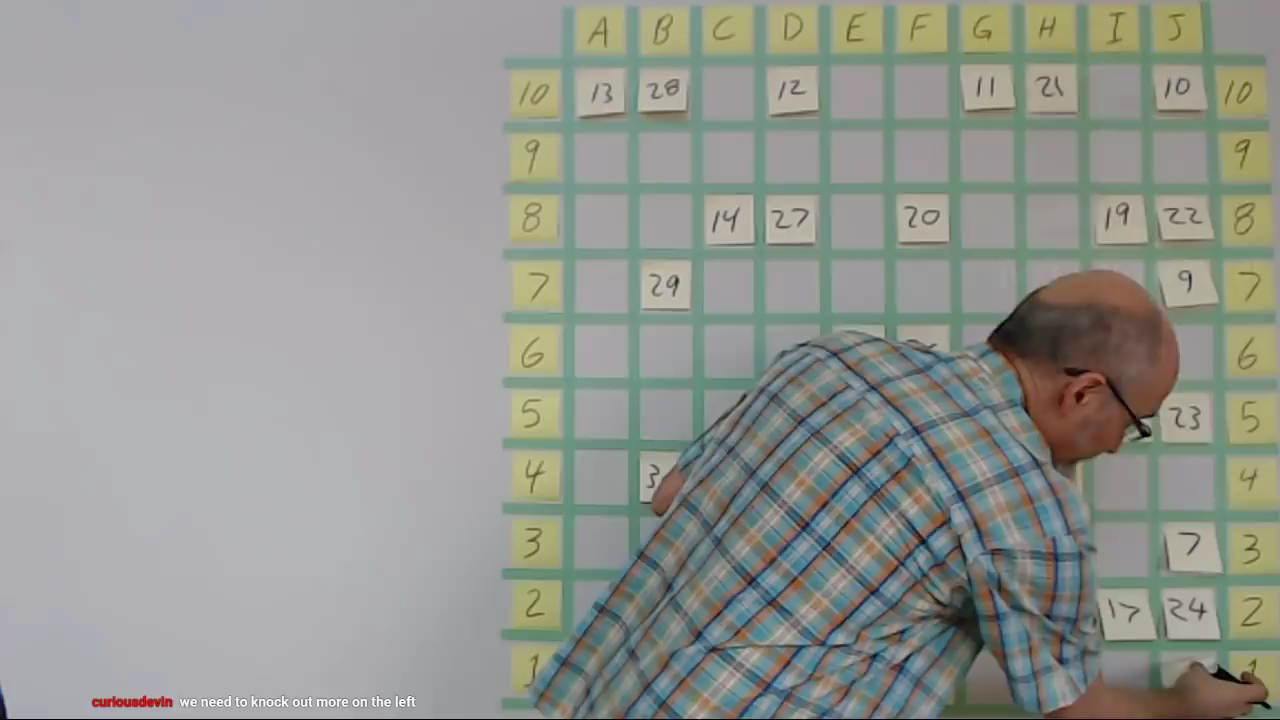 A B C D E F G H I J
10 13 28 12 11 21 10 10
9 9
8 14 27 20 19 22 8
7 29 9 7
6 6
5 23 5
4 4
3 7 3
2 17 24 2
1 1
curiousdevin we need to knock out more on the left